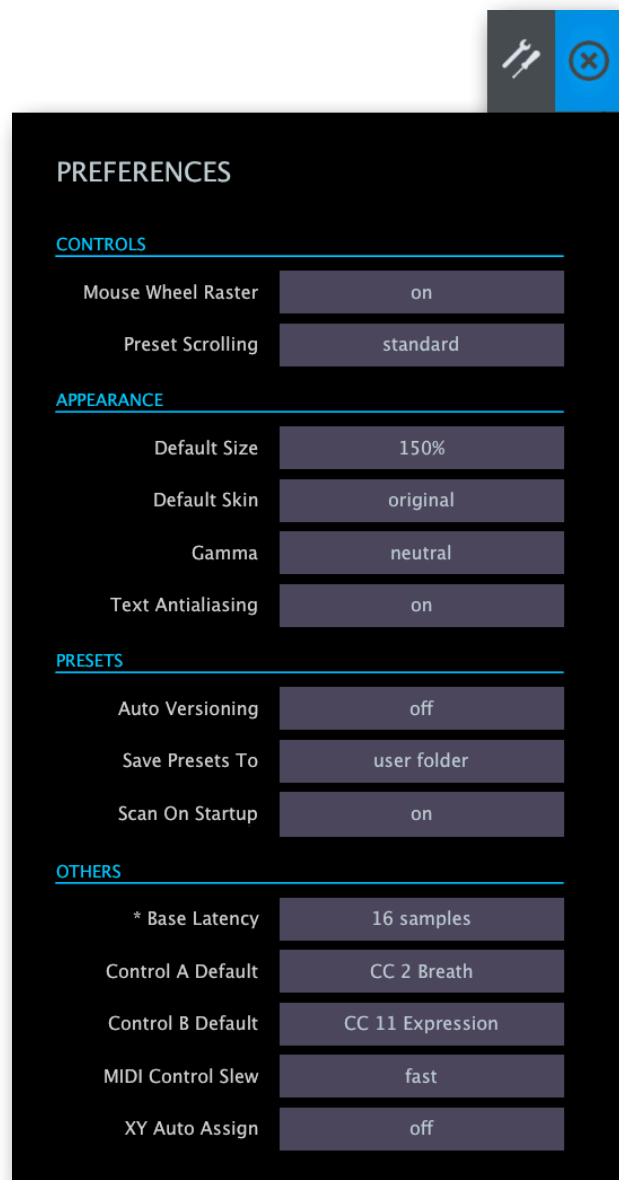 PREFERENCES
CONTROLS
Mouse Wheel Raster on
Preset Scrolling standard
APPEARANCE
Default Size 150%
Default Skin original
Gamma neutral
Text Antialiasing on
PRESETS
Auto Versioning off
Save Presets To user folder
Scan On Startup on
OTHERS
* Base Latency 16 samples
Control A Default CC 2 Breath
Control B Default CC 11 Expression
MIDI Control Slew fast
XY Auto Assign off